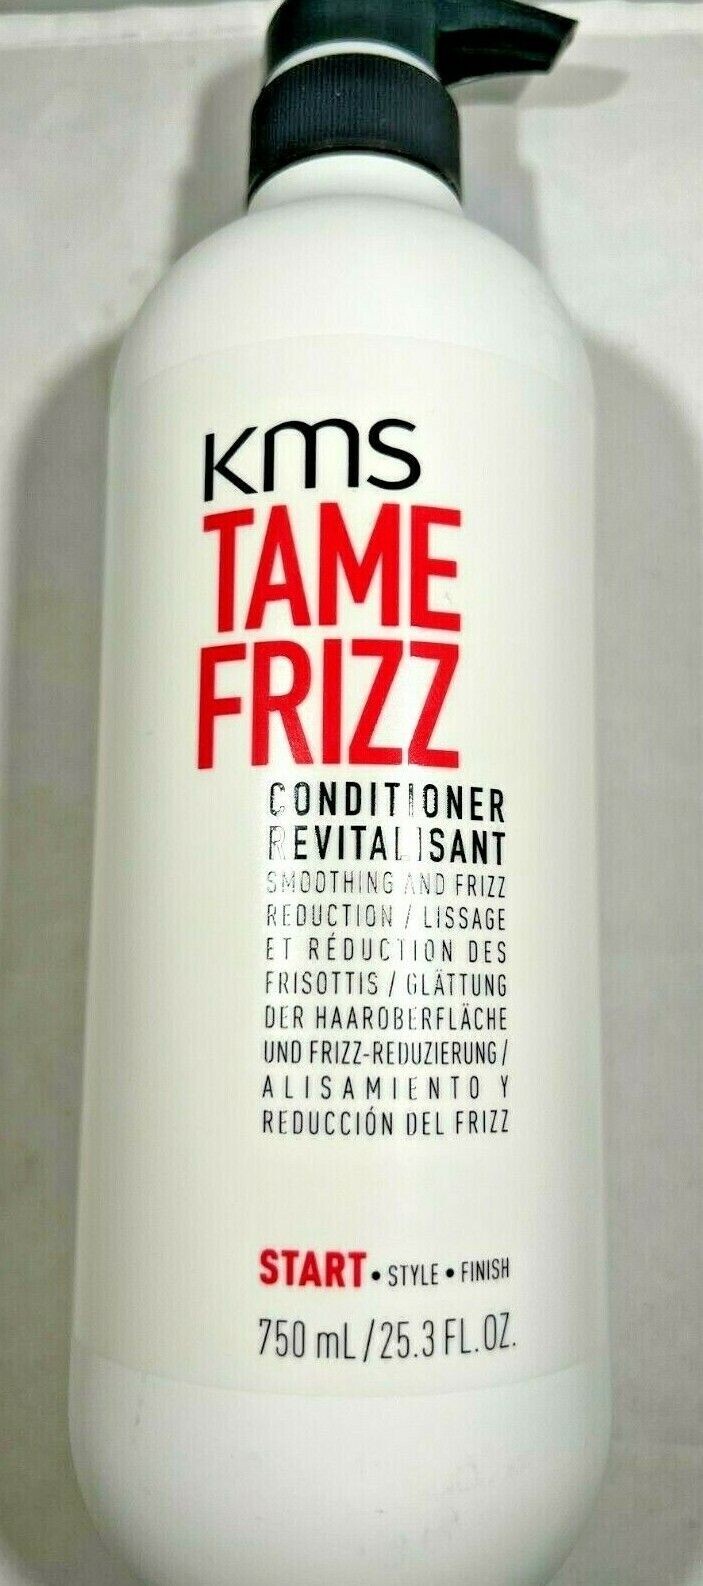 KMS
TAME
FRIZZ
CONDITIONER
REVITALISANT
SMOOTHING AND FRIZZ
REDUCTION / LISSAGE
ET RÉDUCTION DES
FRISOTTIS / GLÄTTUNG
DER HAAROBERFLÄCHE
UND FRIZZ-REDUZIERUNG/
ALISAMIENTO Y
REDUCCIÓN DEL FRIZZ
START • STYLE • FINISH
750 mL/25.3 FL.OZ.